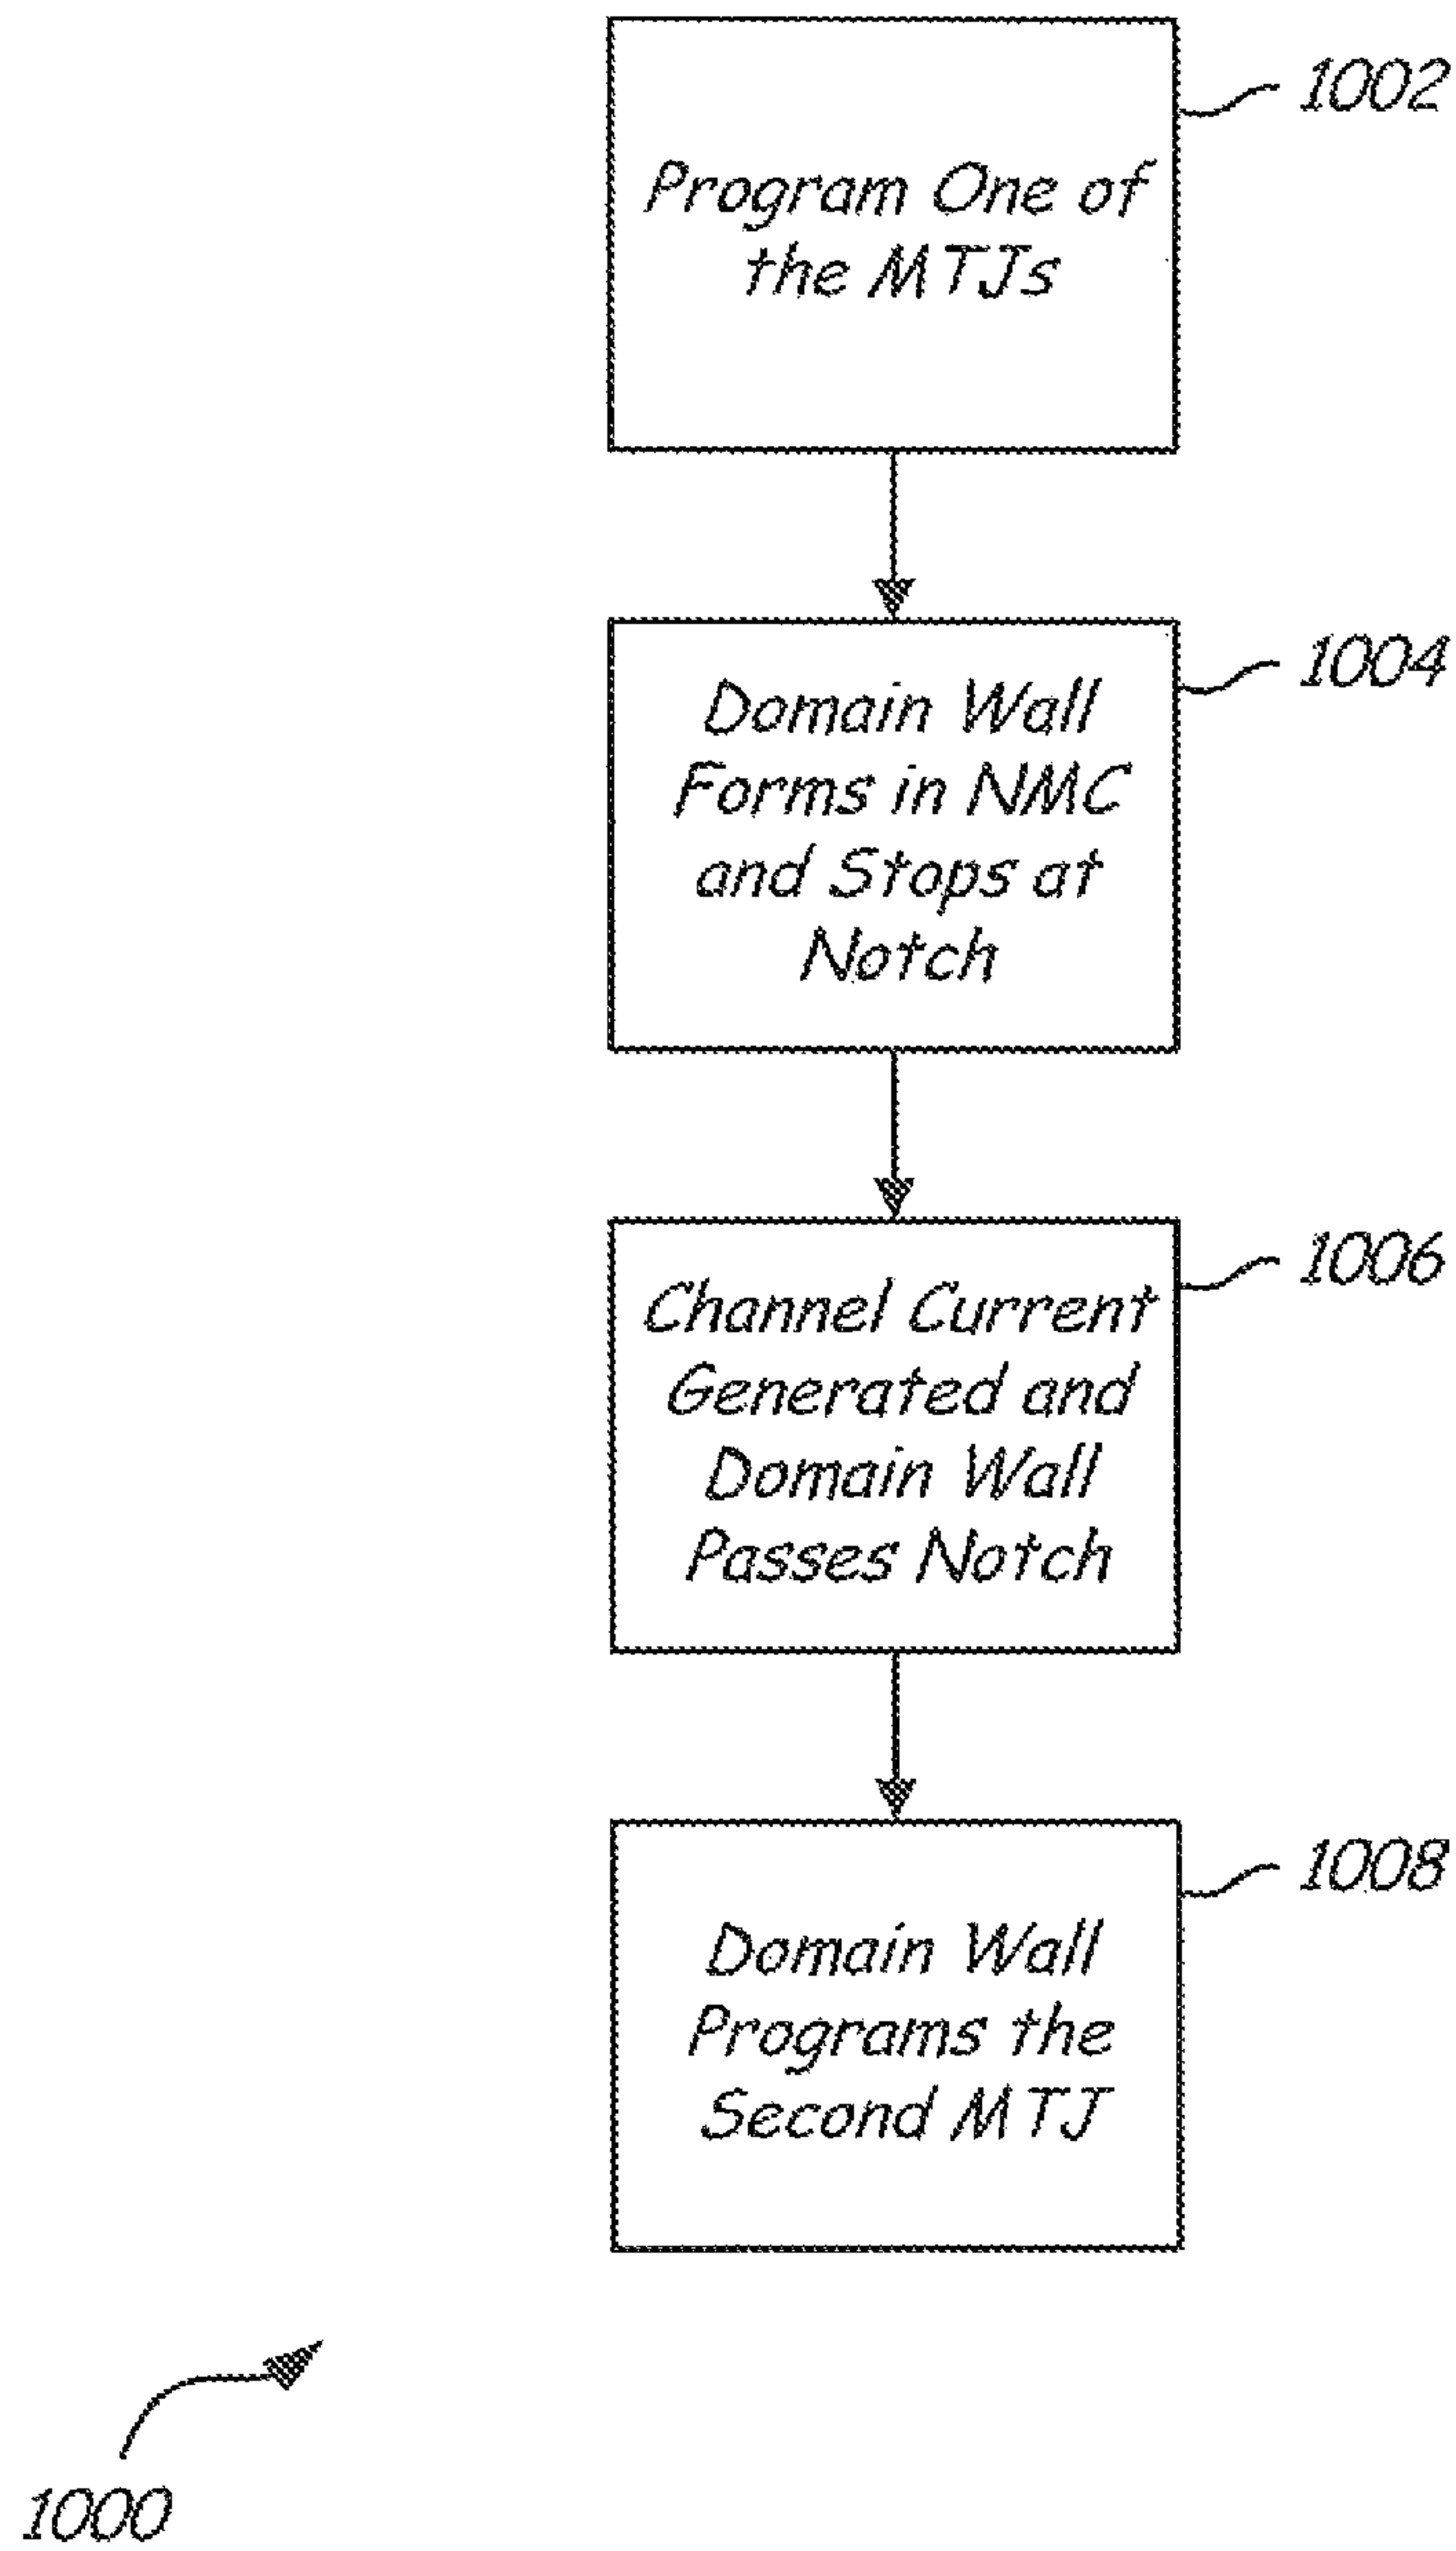 1002
Program One of
the MTJs
1004
Domain Wall
Forms in NMC
and Stops at
Notch
1006
Channel Current
Generated and
Domain Wall
Passes Notch
1008
Domain Wall
Programs the
Second MTJ
1000